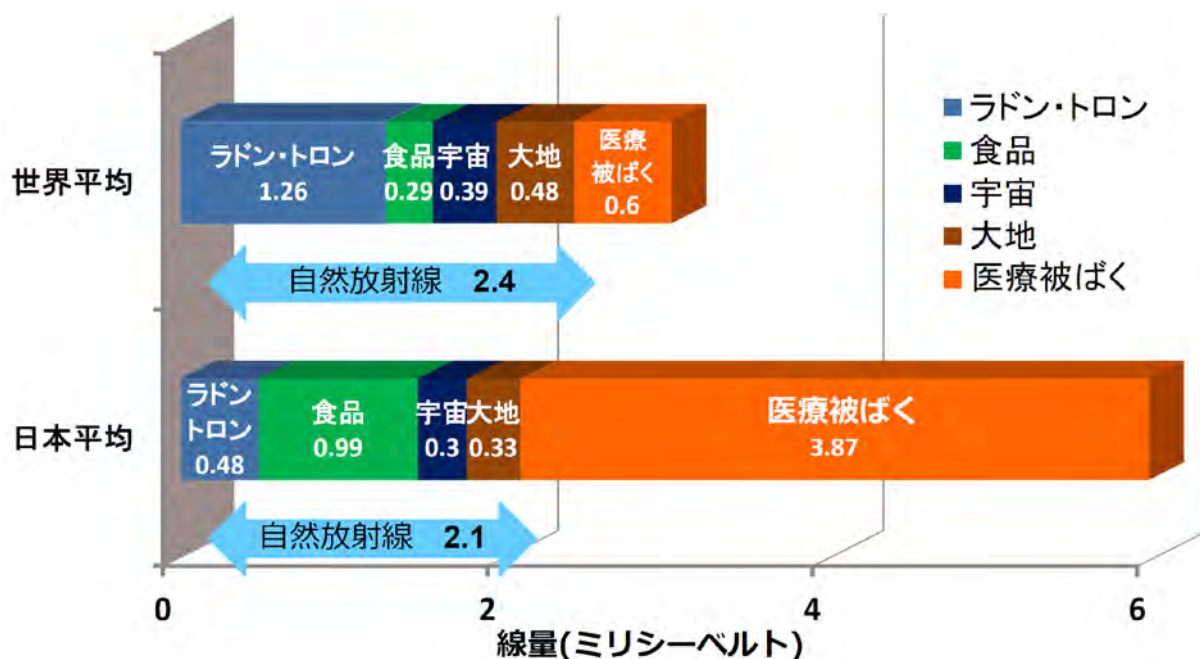 世界平均
ラドン・トロン
1.26
食品
0.29
宇宙
0.39
大地
0.48
医療
被ばく
0.6
自然放射線 2.4
ラドン・トロン
食品
宇宙
大地
医療被ばく
日本平均
ラドン
トロン
0.48
食品
0.99
宇宙
0.3
大地
0.33
医療被ばく
3.87
自然放射線 2.1
0 2 4 6
線量(ミリシーベルト)